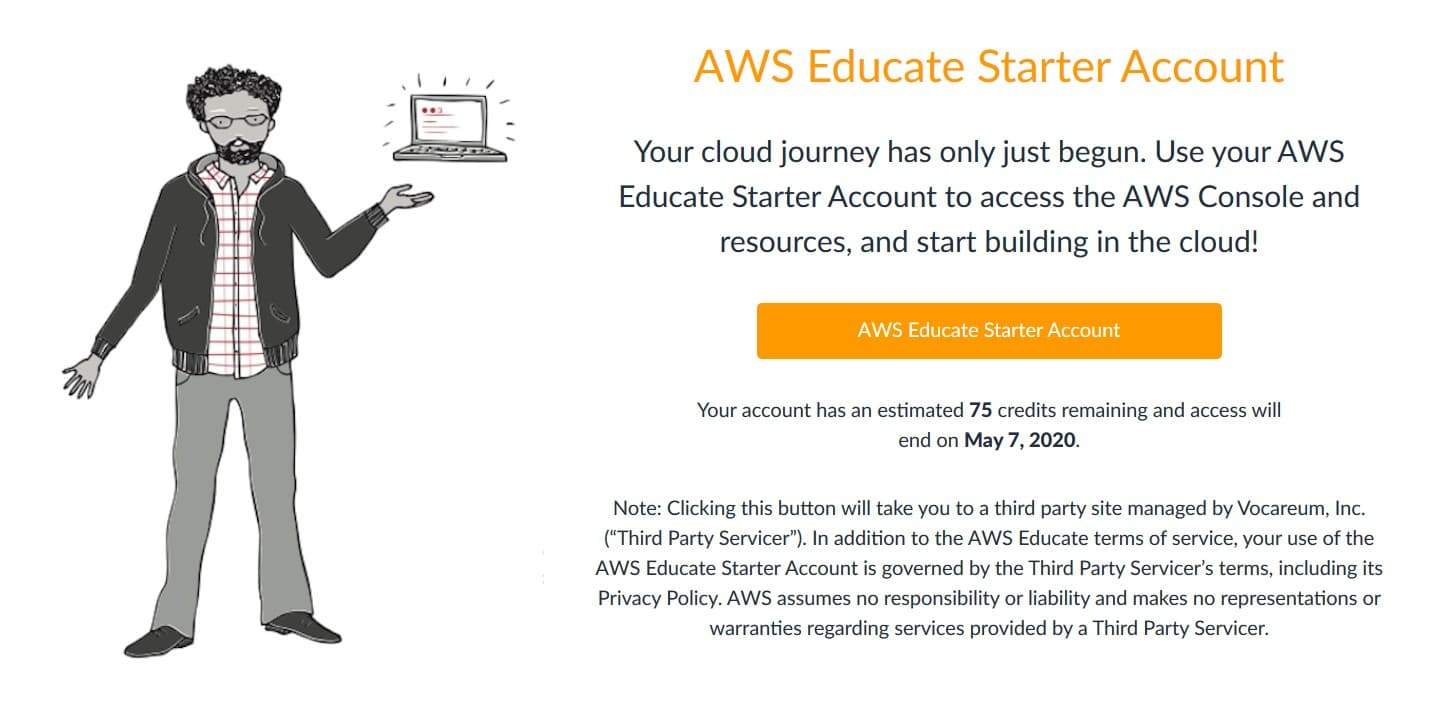 AWS Educate Starter Account
Your cloud journey has only just begun. Use your AWS
Educate Starter Account to access the AWS Console and
resources, and start building in the cloud!
AWS Educate Starter Account
Your account has an estimated 75 credits remaining and access will
end on May 7, 2020.
Note: Clicking this button will take you to a third party site managed by Vocareum, Inc.
(“Third Party Servicer”). In addition to the AWS Educate terms of service, your use of the
AWS Educate Starter Account is governed by the Third Party Servicer’s terms, including its
Privacy Policy. AWS assumes no responsibility or liability and makes no representations or
warranties regarding services provided by a Third Party Servicer.